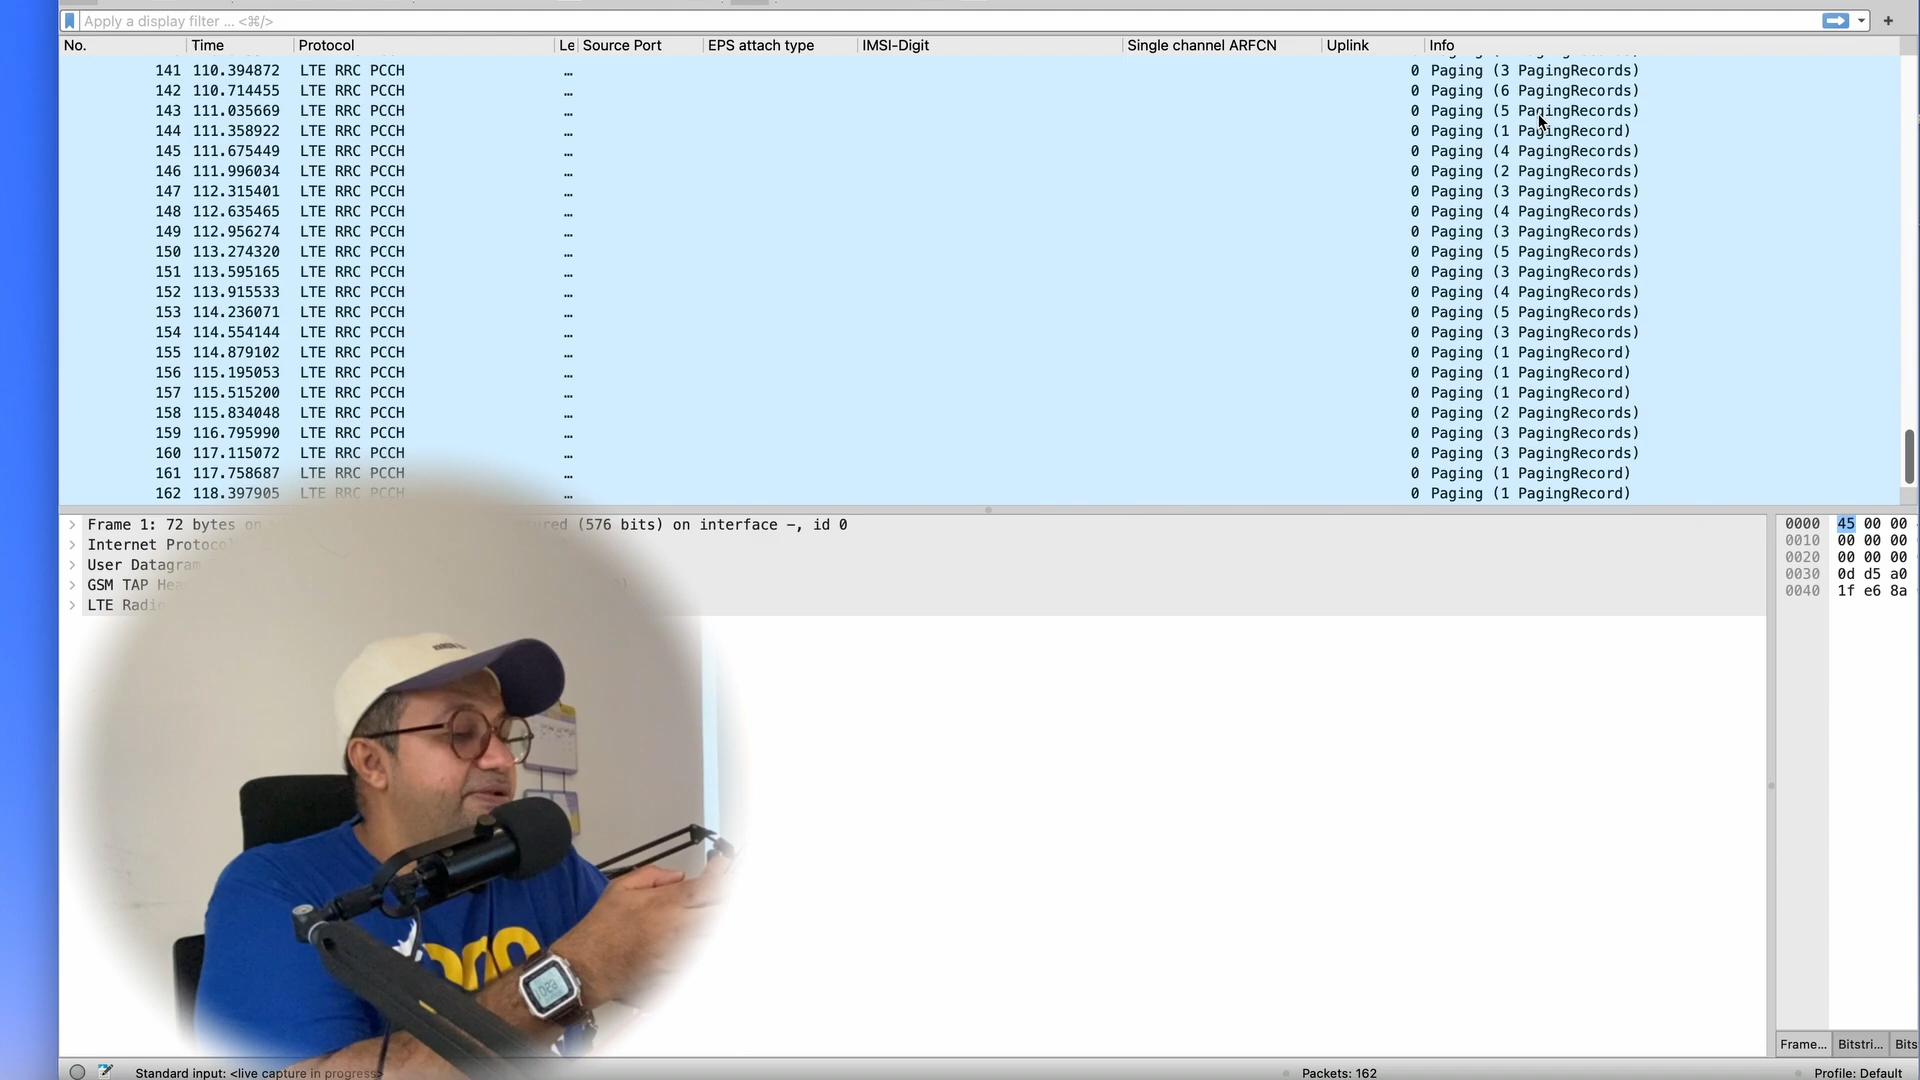 Apply a display filter ... <⌘/>
No. Time Protocol Le Source Port EPS attach type IMSI-Digit Single channel ARFCN Uplink Info
141 110.394872 LTE RRC PCCH … 0 Paging (3 PagingRecords)
142 110.714455 LTE RRC PCCH … 0 Paging (6 PagingRecords)
143 111.035669 LTE RRC PCCH … 0 Paging (5 PagingRecords)
144 111.358922 LTE RRC PCCH … 0 Paging (1 PagingRecord)
145 111.675449 LTE RRC PCCH … 0 Paging (4 PagingRecords)
146 111.996034 LTE RRC PCCH … 0 Paging (2 PagingRecords)
147 112.315401 LTE RRC PCCH … 0 Paging (3 PagingRecords)
148 112.635465 LTE RRC PCCH … 0 Paging (4 PagingRecords)
149 112.956274 LTE RRC PCCH … 0 Paging (3 PagingRecords)
150 113.274320 LTE RRC PCCH … 0 Paging (5 PagingRecords)
151 113.595165 LTE RRC PCCH … 0 Paging (3 PagingRecords)
152 113.915533 LTE RRC PCCH … 0 Paging (4 PagingRecords)
153 114.236071 LTE RRC PCCH … 0 Paging (5 PagingRecords)
154 114.554144 LTE RRC PCCH … 0 Paging (3 PagingRecords)
155 114.879102 LTE RRC PCCH … 0 Paging (1 PagingRecord)
156 115.195053 LTE RRC PCCH … 0 Paging (1 PagingRecord)
157 115.515200 LTE RRC PCCH … 0 Paging (1 PagingRecord)
158 115.834048 LTE RRC PCCH … 0 Paging (2 PagingRecords)
159 116.795990 LTE RRC PCCH … 0 Paging (3 PagingRecords)
160 117.115072 LTE RRC PCCH … 0 Paging (3 PagingRecords)
161 117.758687 LTE RRC PCCH … 0 Paging (1 PagingRecord)
162 118.397905 LTE RRC PCCH … 0 Paging (1 PagingRecord)
Frame 1: 72 bytes on (576 bits) on interface -, id 0
Internet Protoco
User Datagram
GSM TAP Hea
LTE Radio
0000 45 00 00
0010 00 00 00
0020 00 00 00
0030 0d d5 a0
0040 1f e6 8a
Frame... Bitstri... Bits
Standard input: <live capture in progress> Packets: 162 Profile: Default